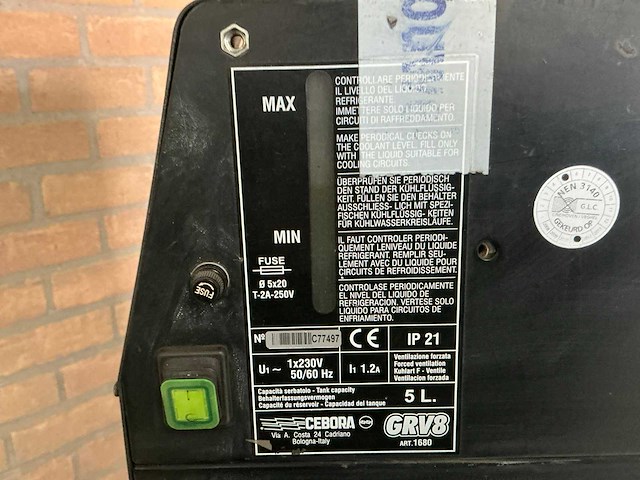 MAX
CONTROLLARE PERIODICAMENTE
IL LIVELLO DEL LIQUIDO
REFRIGERANTE.
IMMETTERE SOLO LIQUIDO PER
CIRCUITI DI RAFFREDDAMENTO.
MAKE PERODICAL CHECKS ON
THE COOLANT LEVEL. FILL ONLY
WITH THE LIQUID SUITABLE FOR
COOLING CIRCUITS.
ÜBERPRÜFEN SIE PERIODISCH
DEN STAND DER KÜHLFLÜSSIG-
KEIT. FÜLLEN SIE DEN BEHÄLTER
AUSSCHLIESS- LICH MIT SPEZI-
FISCHEN KÜHLFLÜSSIG- KEITEN
FÜR KÜHLWASSERKREISLÄUFE.
MIN
IL FAUT CONTROLER PERIODI-
QUEMENT LENIVEAU DU LIQUIDE
REFRIGERANT. REMPLIR SEU-
LEMENT AVEC DU LIQUIDE POUR
CIRCUITS DE REFROIDISSEMENT.
FUSE
Ø 5x20
T-2A-250V
CONTROLASE PERIODICAMENTE
EL NIVEL DEL LIQUIDO DE
REFRIGERACION. VERTESE SOLO
LIQUIDO PARA CIRCUITOS DE
ENFRIAMIENTO.
FUSE
Nº C77497
CE
IP 21
U1 ~ 1x230V
50/60 Hz
I1 1.2A
Ventilazione forzata
Forced ventilation
Kuhlart F - Ventile
Ventilacion forzada
Capacità serbatoio - Tank capacity
Behalterfassungsvermogen
Capacité du réservoir - Capacidad del tanque
5 L.
CEBORA
Via A. Costa 24 Cadriano
Bologna-Italy
GRV8
ART. 1680
NEN 3140
G.L.C.
GEKEURD OP